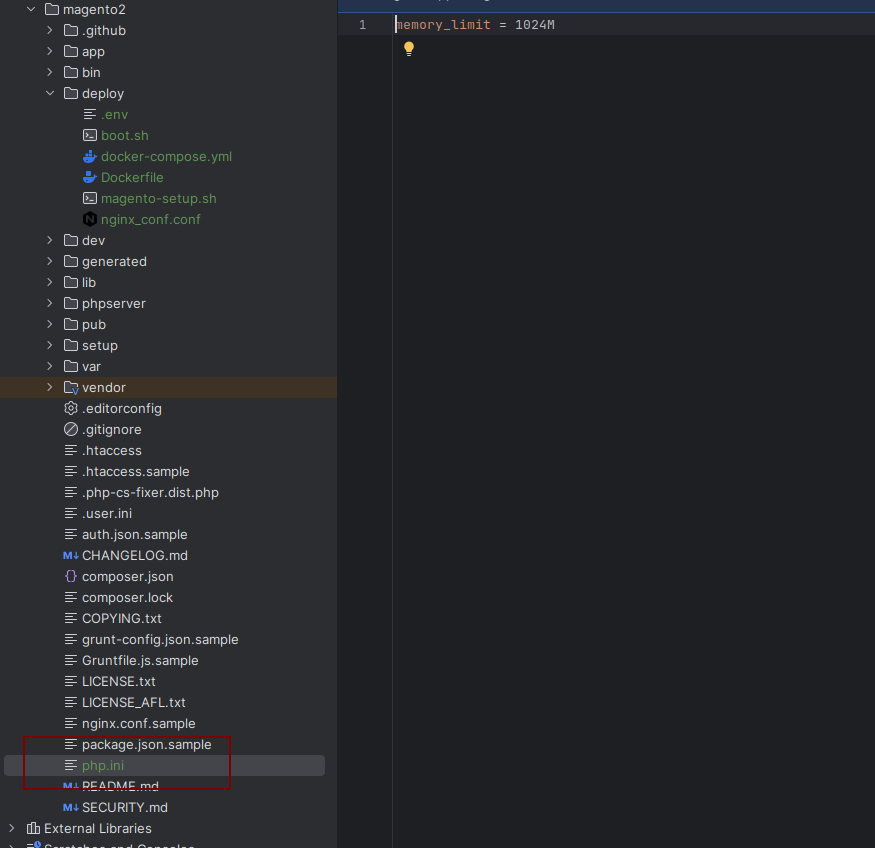 magento2
.github
app
bin
deploy
.env
boot.sh
docker-compose.yml
Dockerfile
magento-setup.sh
nginx_conf.conf
dev
generated
lib
phpserver
pub
setup
var
vendor
.editorconfig
.gitignore
.htaccess
.htaccess.sample
.php-cs-fixer.dist.php
.user.ini
auth.json.sample
M↓ CHANGELOG.md
{} composer.json
composer.lock
COPYING.txt
grunt-config.json.sample
Gruntfile.js.sample
LICENSE.txt
LICENSE_AFL.txt
nginx.conf.sample
package.json.sample
php.ini
M↓ README.md
M↓ SECURITY.md
External Libraries
Scratches and Consoles
1 memory_limit = 1024M